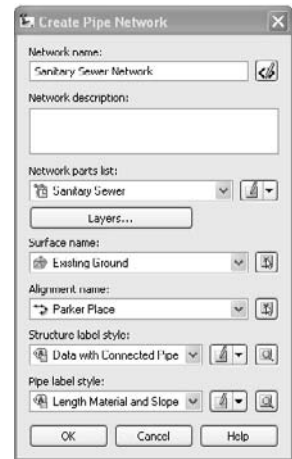 Create Pipe Network
Network name:
Sanitary Sewer Network
Network description:
Network parts list:
Sanitary Sewer
Layers...
Surface name:
Existing Ground
Alignment name:
Parker Place
Structure label style:
Data with Connected Pipe
Pipe label style:
Length Material and Slope
OK Cancel Help